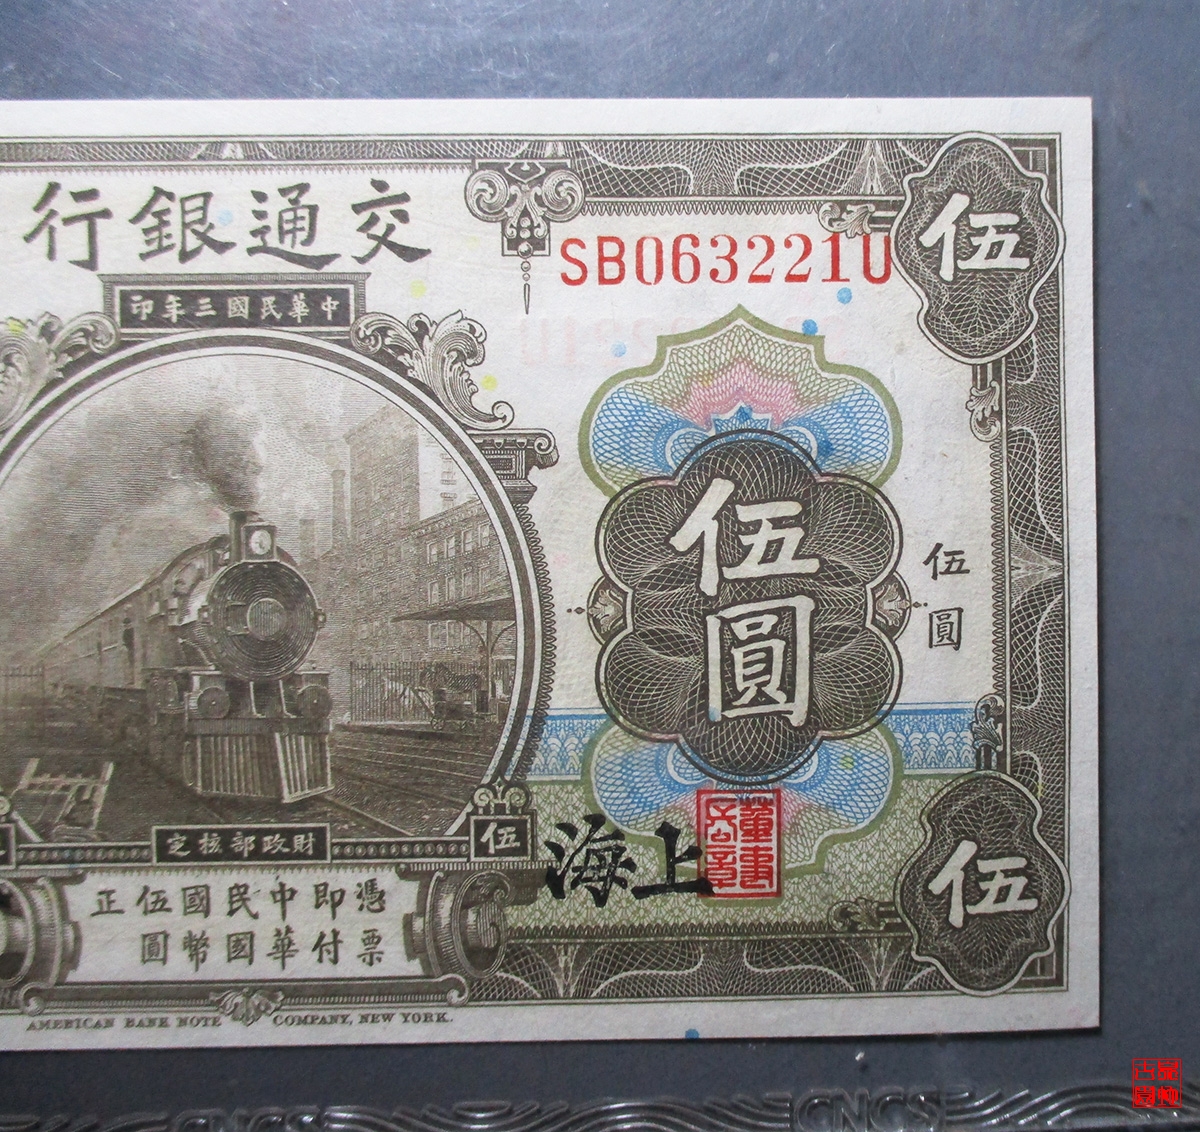 交通銀行
SB063221U
伍
中華民國三年印
伍圓
伍
圓
財政部核定
伍
上海
伍
憑即中民國伍正
票付華國幣圓
AMERICAN BANK NOTE COMPANY, NEW YORK.
CNCS